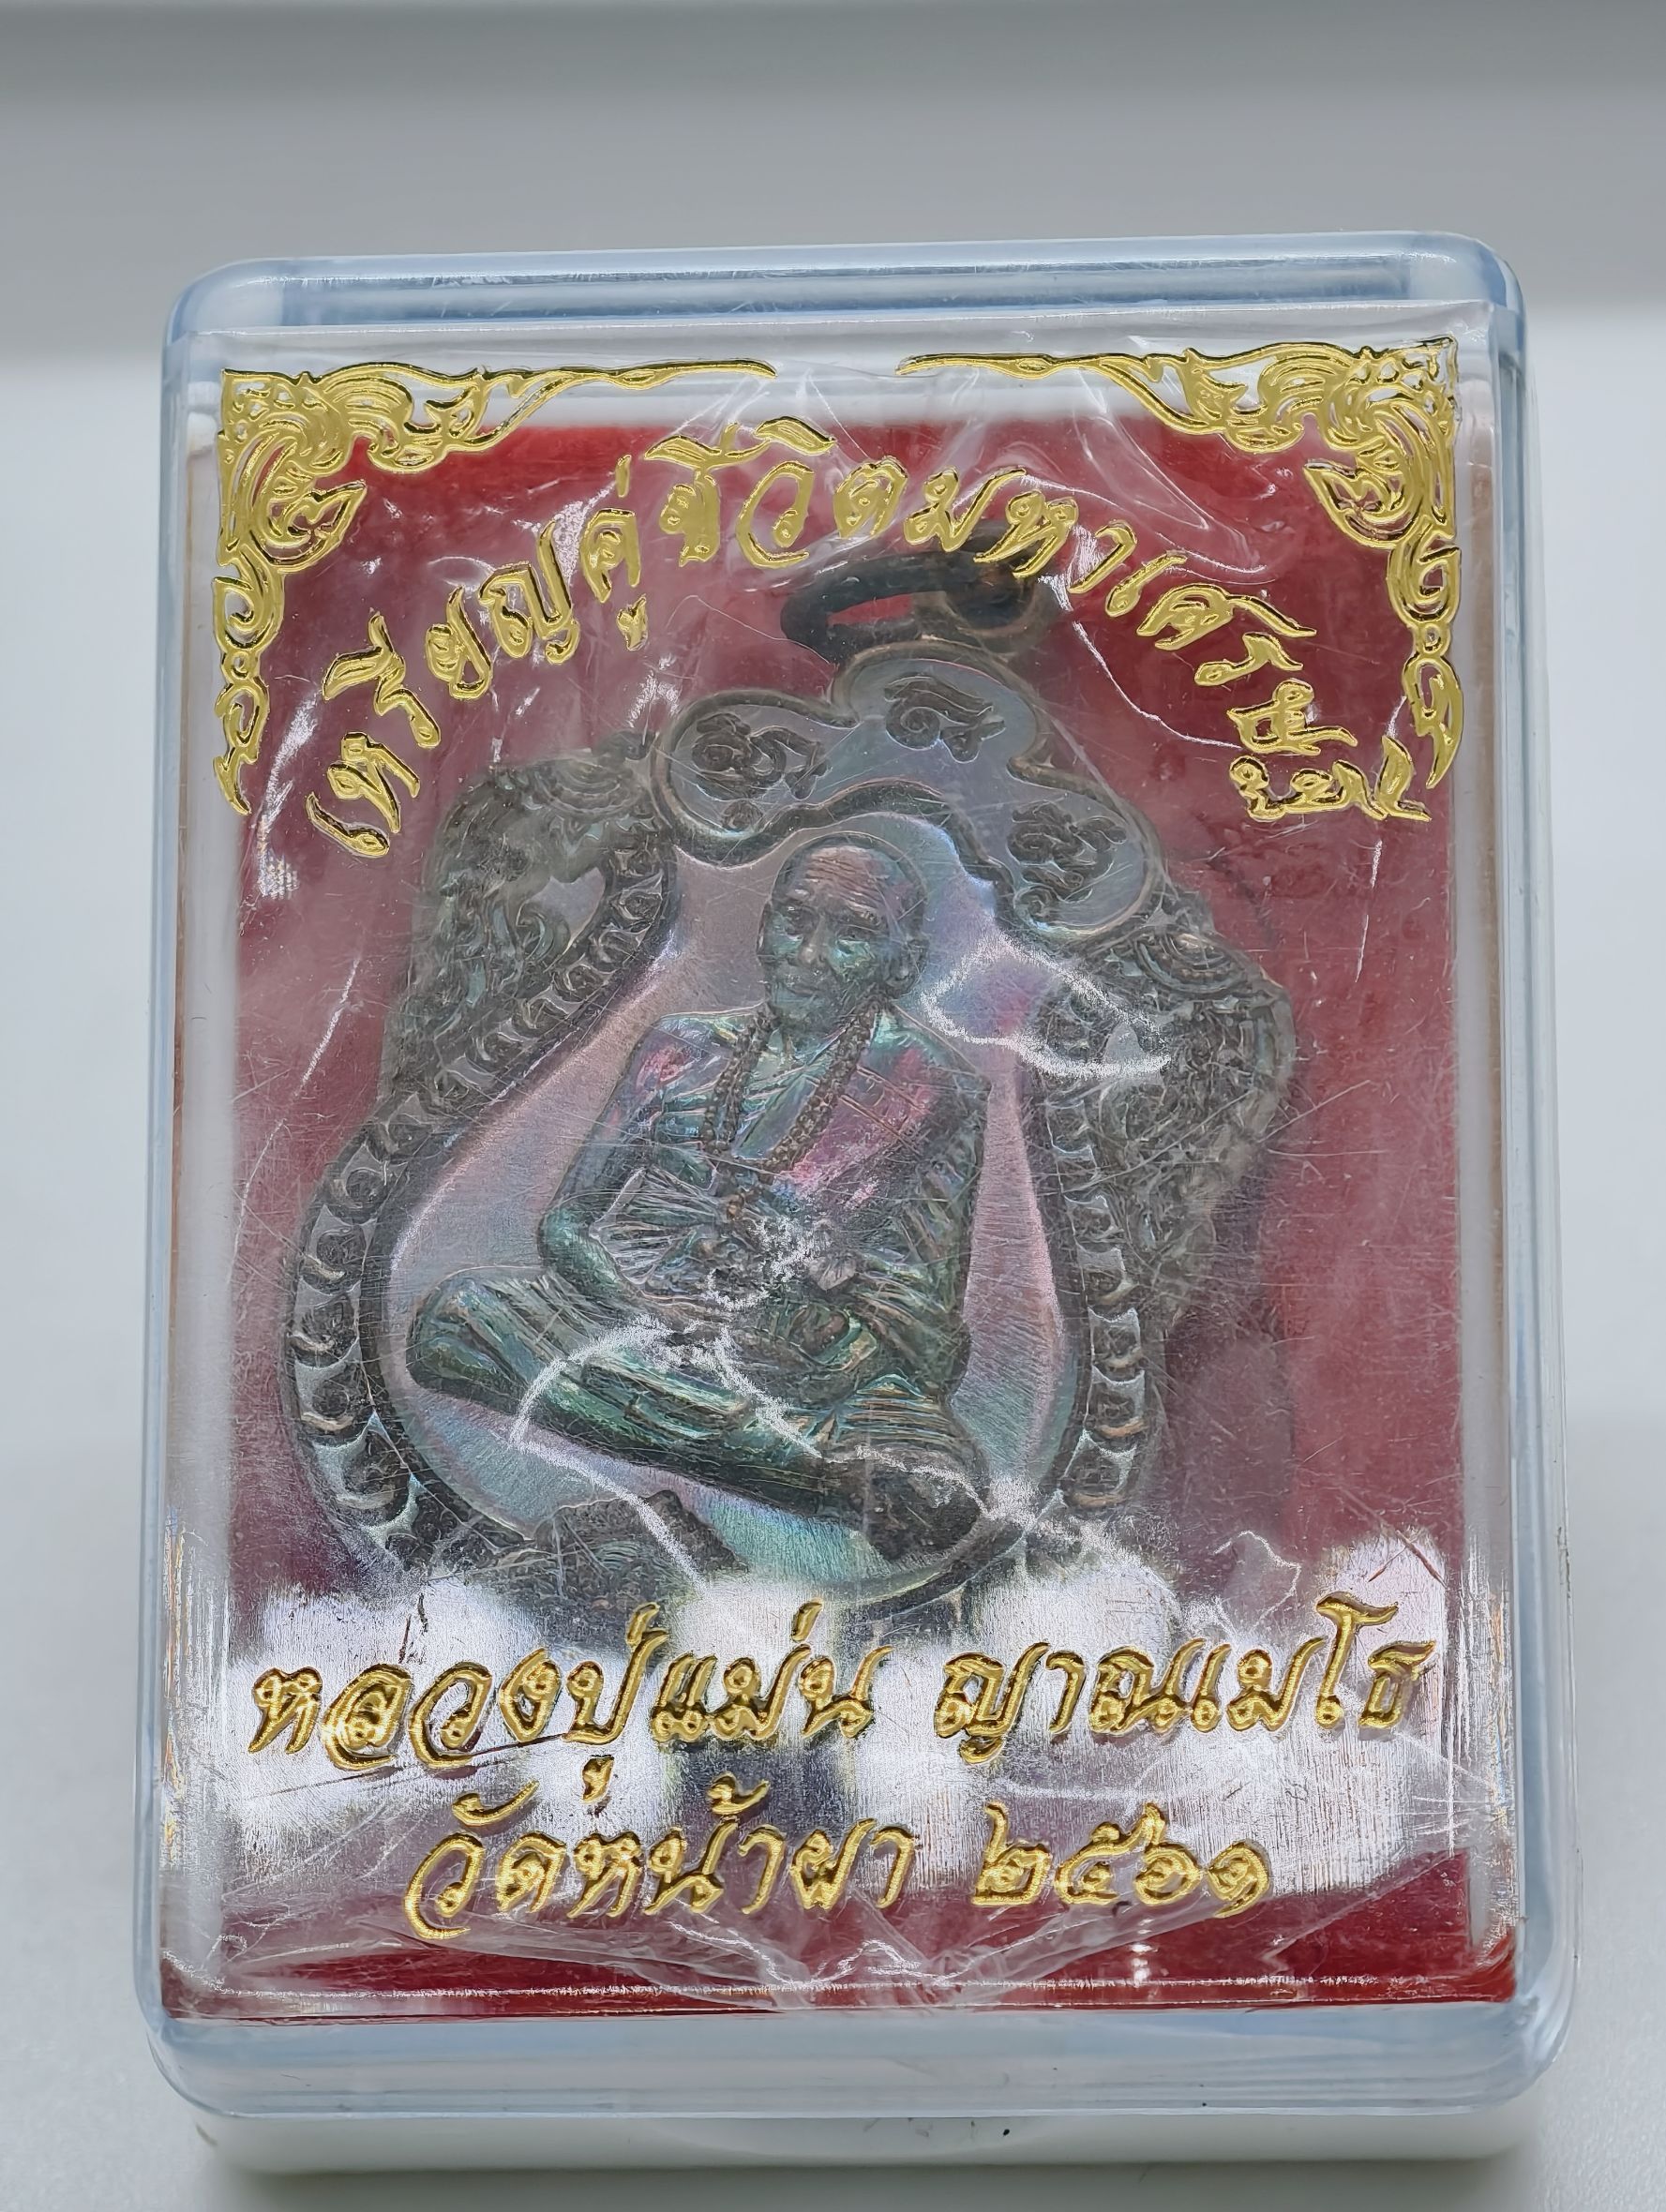 เหรียญคู่ชีวิตมหาเศรษฐี
หลวงปู่แม่น ญาณเมโธ
วัดหน้าผา ๒๕๖๑